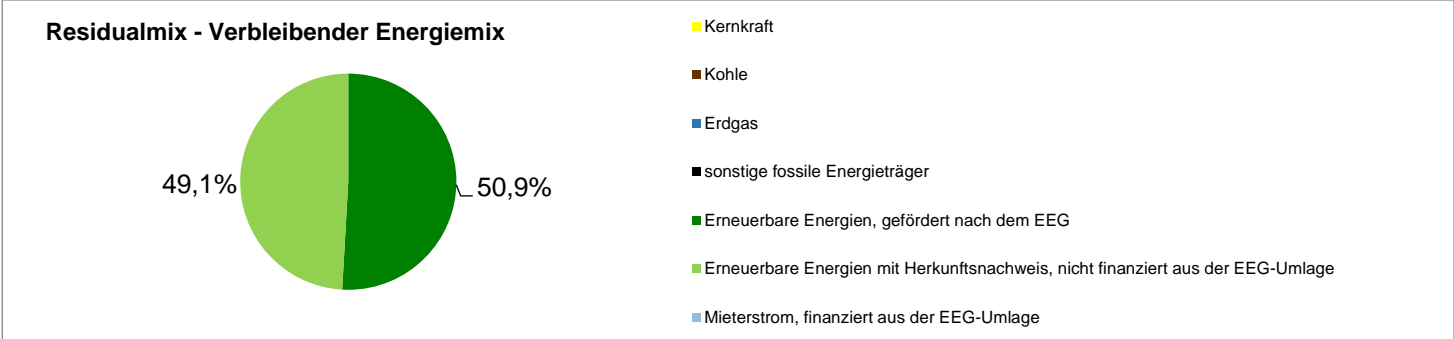 Residualmix - Verbleibender Energiemix
49,1%
50,9%
Kernkraft
Kohle
Erdgas
sonstige fossile Energieträger
Erneuerbare Energien, gefördert nach dem EEG
Erneuerbare Energien mit Herkunftsnachweis, nicht finanziert aus der EEG-Umlage
Mieterstrom, finanziert aus der EEG-Umlage